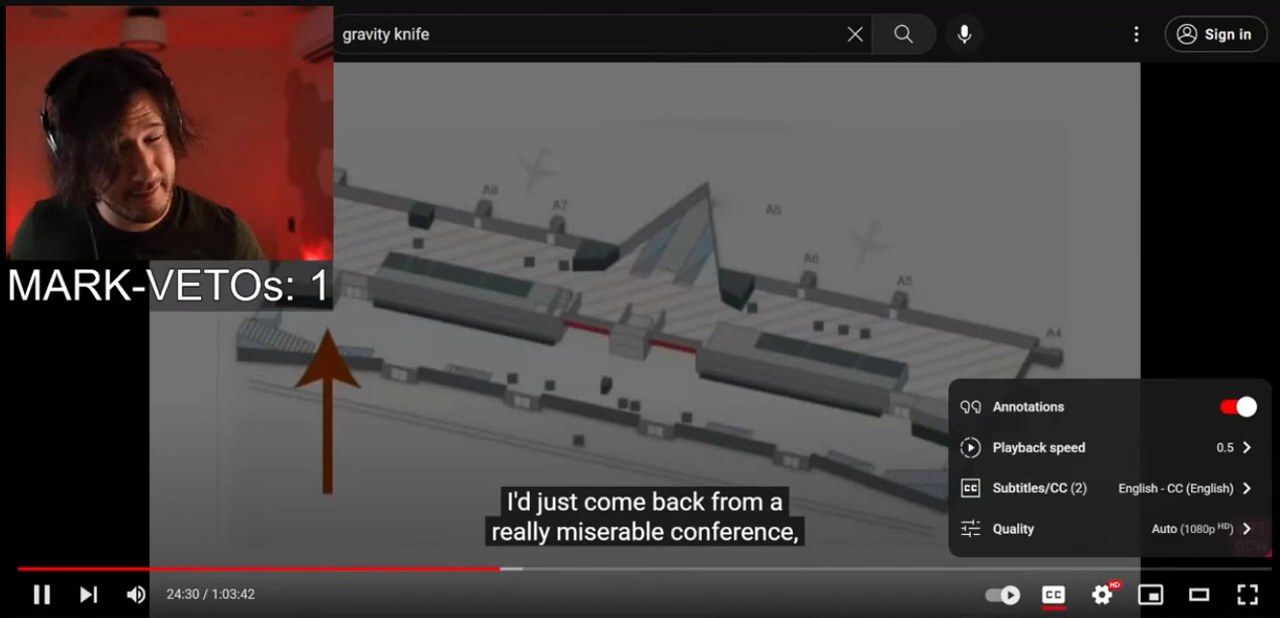 gravity knife
Sign in
MARK-VETOs: 1
A8
A7
A6
A6
A5
A4
Annotations
Playback speed 0.5
Subtitles/CC (2) English - CC (English)
Quality Auto (1080p HD)
I'd just come back from a
really miserable conference,
24:30 / 1:03:42
CC
HD